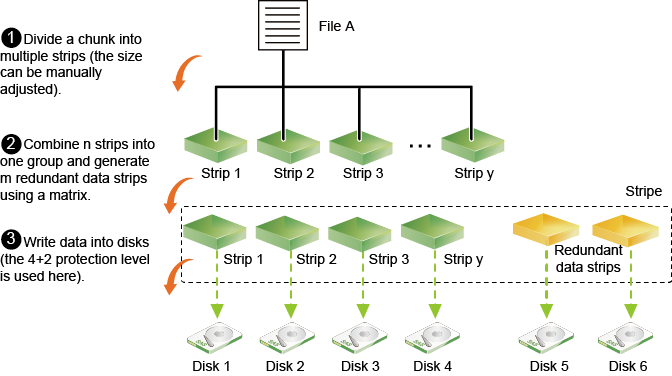 File A
1 Divide a chunk into
multiple strips (the size
can be manually
adjusted).
2 Combine n strips into
one group and generate
m redundant data strips
using a matrix.
Strip 1 Strip 2 Strip 3 ... Strip y
Stripe
3 Write data into disks
(the 4+2 protection level
is used here).
Strip 1 Strip 2 Strip 3 Strip y
Redundant
data strips
Disk 1 Disk 2 Disk 3 Disk 4 Disk 5 Disk 6